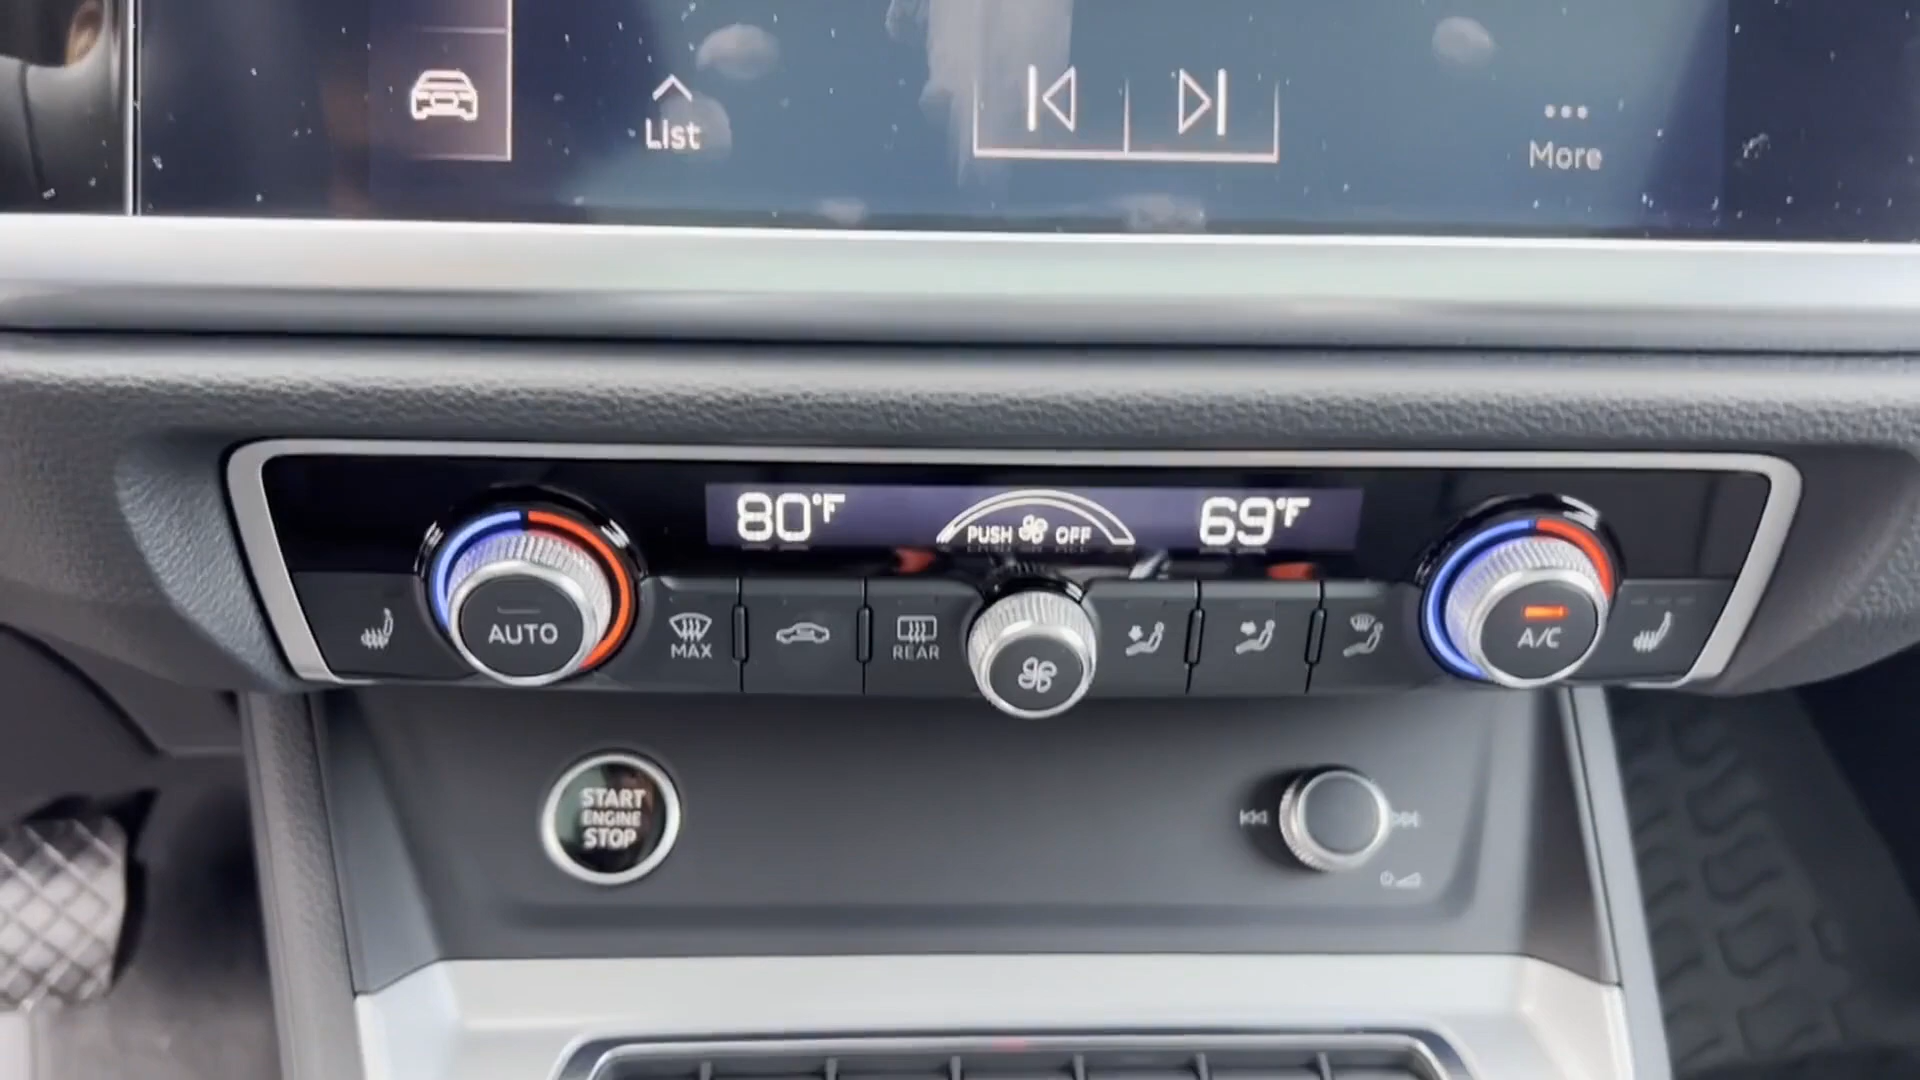 List
More
80°F
PUSH OFF
69°F
AUTO
MAX
REAR
A/C
START
ENGINE
STOP